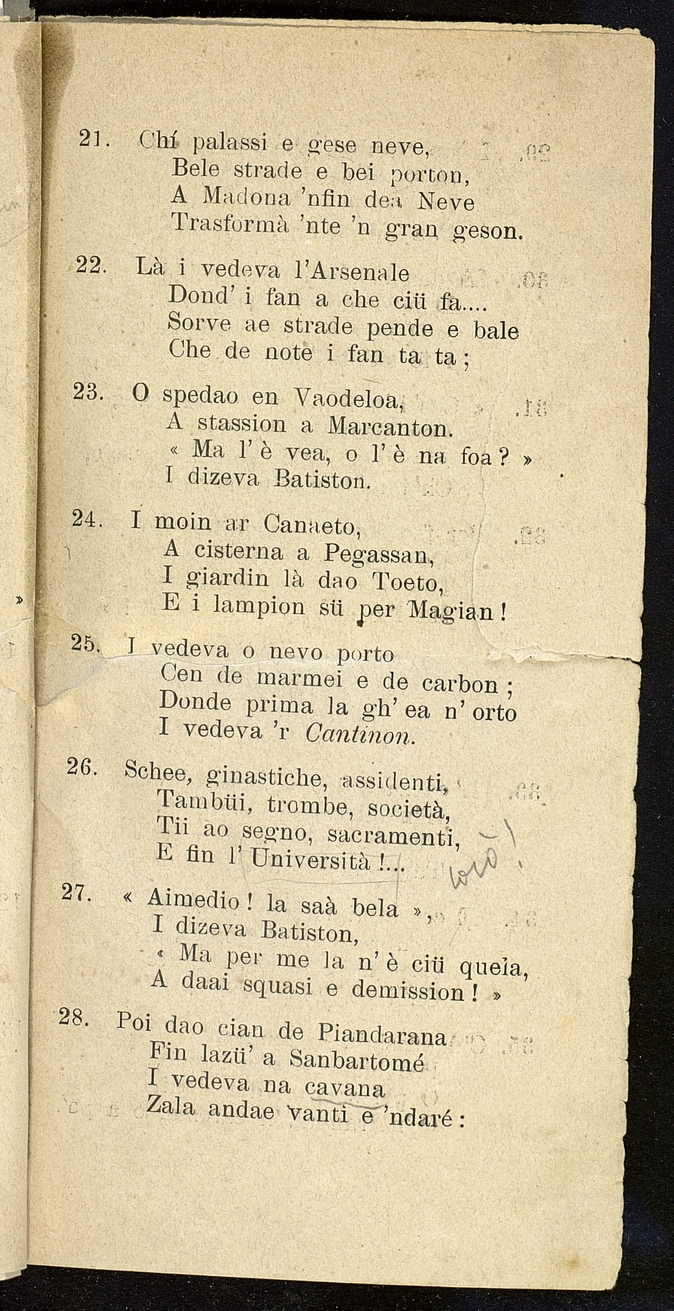 21. Chí palassi e gese neve,
Bele strade e bei porton,
A Madona 'nfin dea Neve
Trasformà 'nte 'n gran geson.
22. Là i vedeva l'Arsenale
Dond' i fan a che ciü fa....
Sorve ae strade pende e bale
Che de note i fan ta ta ;
23. O spedao en Vaodeloa,
A stassion a Marcanton.
« Ma l' è vea, o l' è na foa ? »
I dizeva Batiston.
24. I moin ar Canaeto,
A cisterna a Pegassan,
I giardin là dao Toeto,
E i lampion sü per Magian !
25. I vedeva o nevo porto
Cen de marmei e de carbon ;
Donde prima la gh' ea n' orto
I vedeva 'r Cantinon.
26. Schee, ginastiche, assidenti,
Tambüi, trombe, società,
Tii ao segno, sacramenti,
E fin l' Università !...
27. « Aimedio ! la saà bela »,
I dizeva Batiston,
« Ma per me la n' è ciü quela,
A daai squasi e demission ! »
28. Poi dao cian de Piandarana
Fin lazü' a Sanbartomé
I vedeva na cavana
Zala andae vanti e 'ndaré :